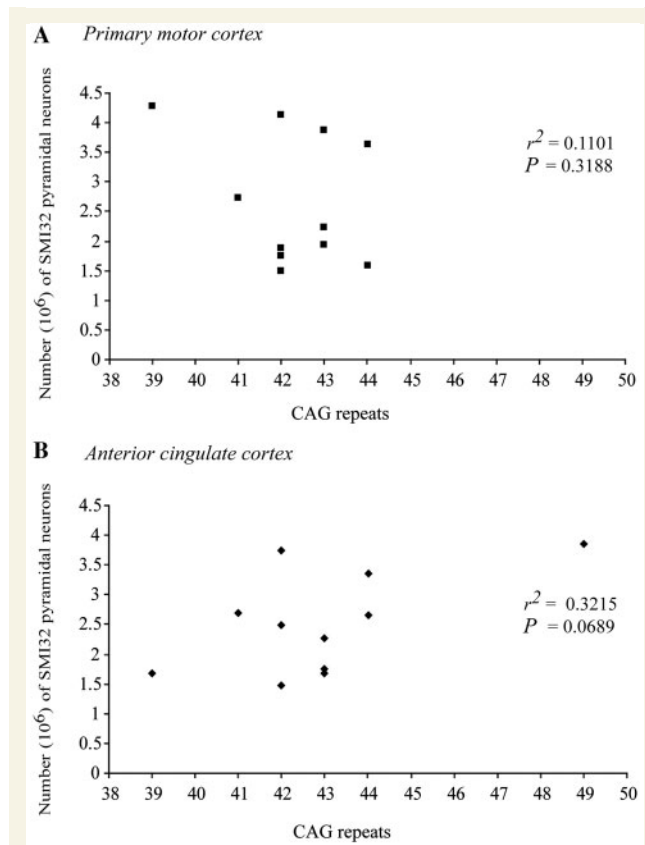 A Primary motor cortex
Number (10⁶) of SMI32 pyramidal neurons
4.5
4
3.5
3
2.5
2
1.5
1
0.5
0
r² = 0.1101
P = 0.3188
38 39 40 41 42 43 44 45 46 47 48 49 50
CAG repeats
B Anterior cingulate cortex
Number (10⁶) of SMI32 pyramidal neurons
4.5
4
3.5
3
2.5
2
1.5
1
0.5
0
r² = 0.3215
P = 0.0689
38 39 40 41 42 43 44 45 46 47 48 49 50
CAG repeats